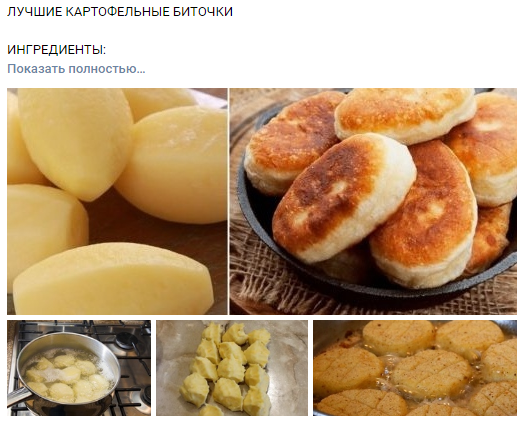 ЛУЧШИЕ КАРТОФЕЛЬНЫЕ БИТОЧКИ
ИНГРЕДИЕНТЫ:
Показать полностью...